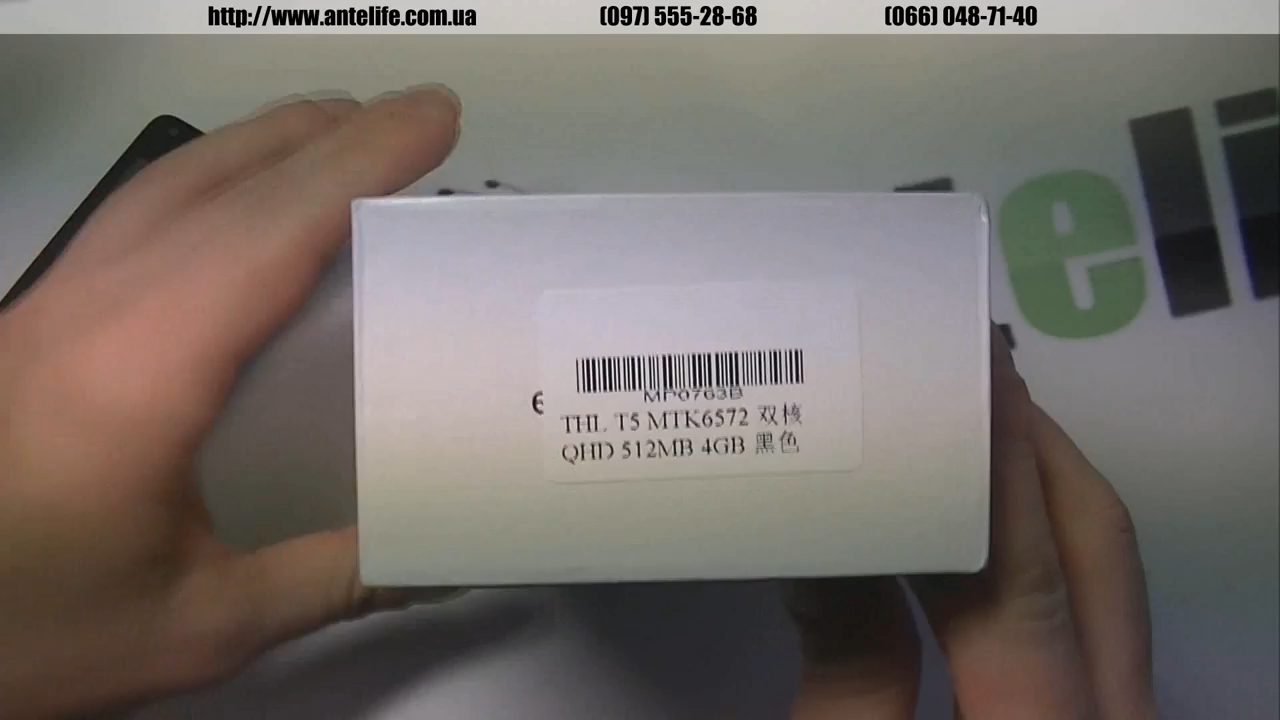 http://www.antelife.com.ua (097) 555-28-68 (066) 048-71-40
eli
e
MP0763B
THL T5 MTK6572 双核
QHD 512MB 4GB 黑色